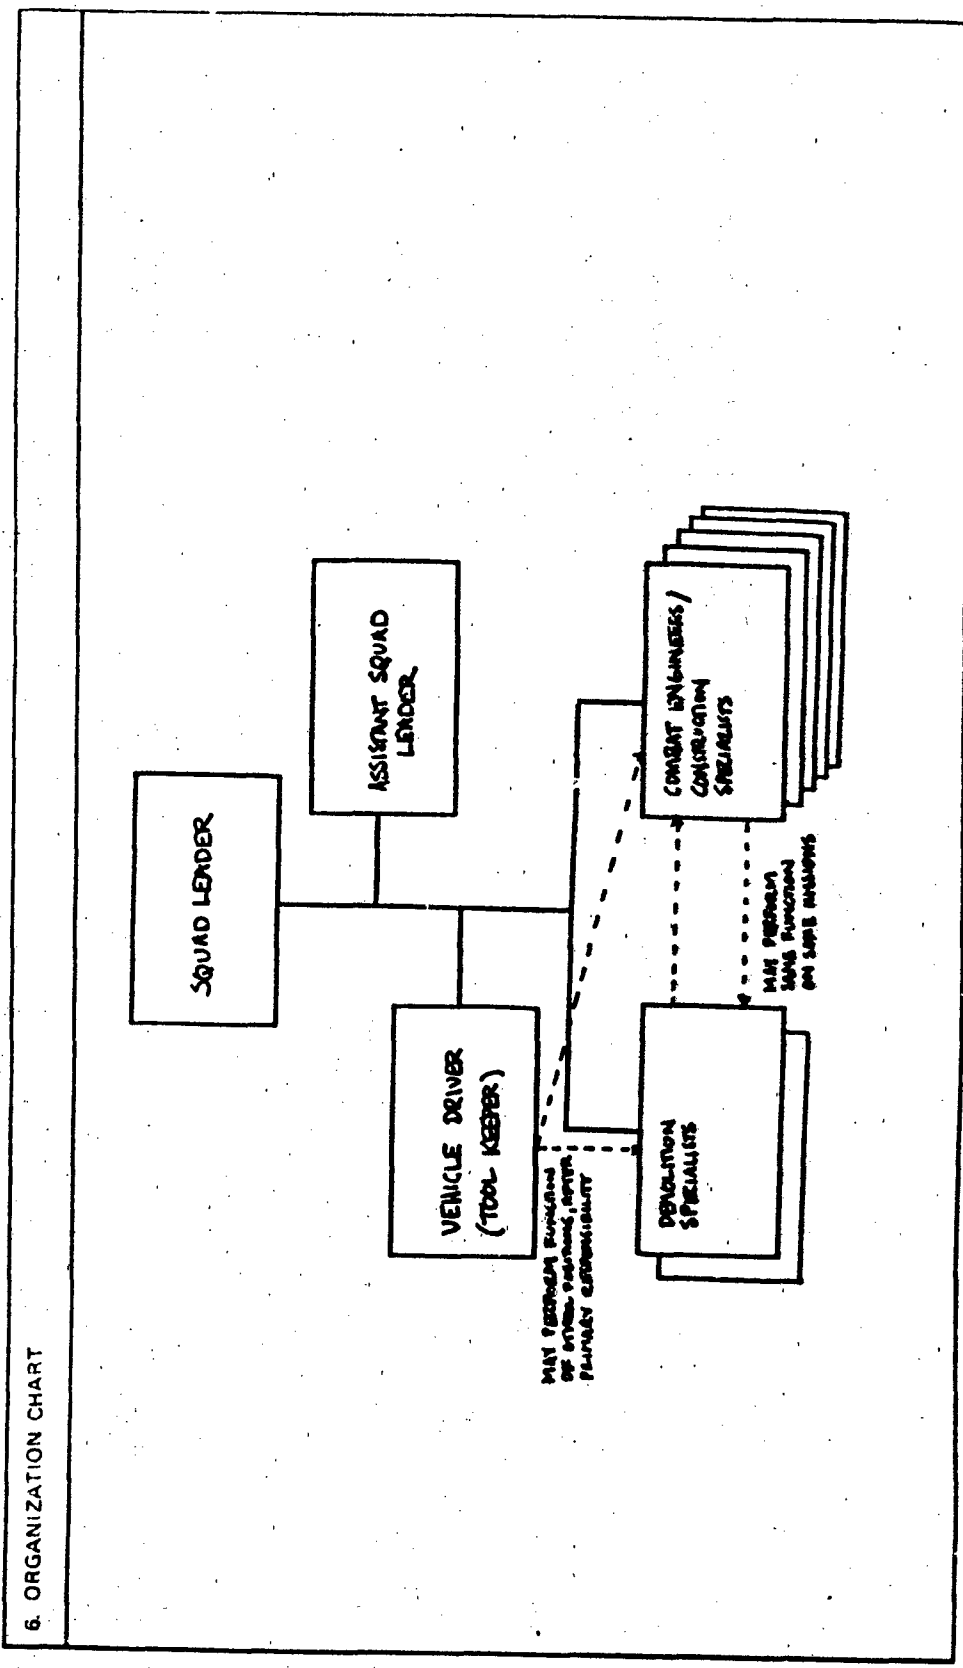 6. ORGANIZATION CHART
SQUAD LEADER
ASSISTANT SQUAD
LEADER
VEHICLE DRIVER
(TOOL KEEPER)
MAY PERFORM FUNCTION
OF OTHER POSITIONS, AFTER
PRIMARY RESPONSIBILITY
DEMOLITION
SPECIALISTS
COMBAT ENGINEERS/
CONSTRUCTION
SPECIALISTS
MAY PERFORM
SAME FUNCTION
ON SOME MISSIONS